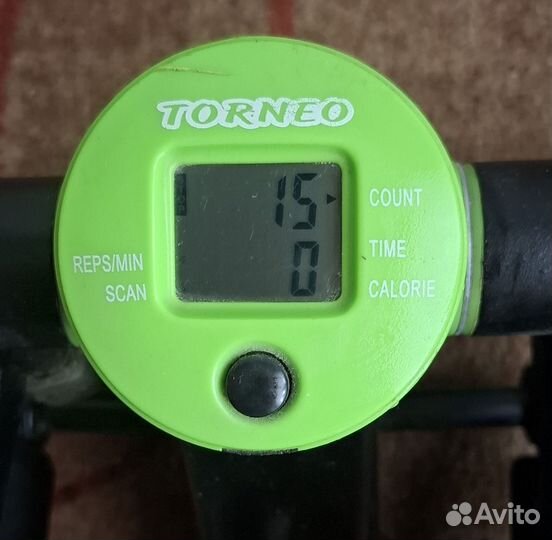 TORNEO
15
COUNT
0
TIME
REPS/MIN
SCAN
CALORIE
Avito